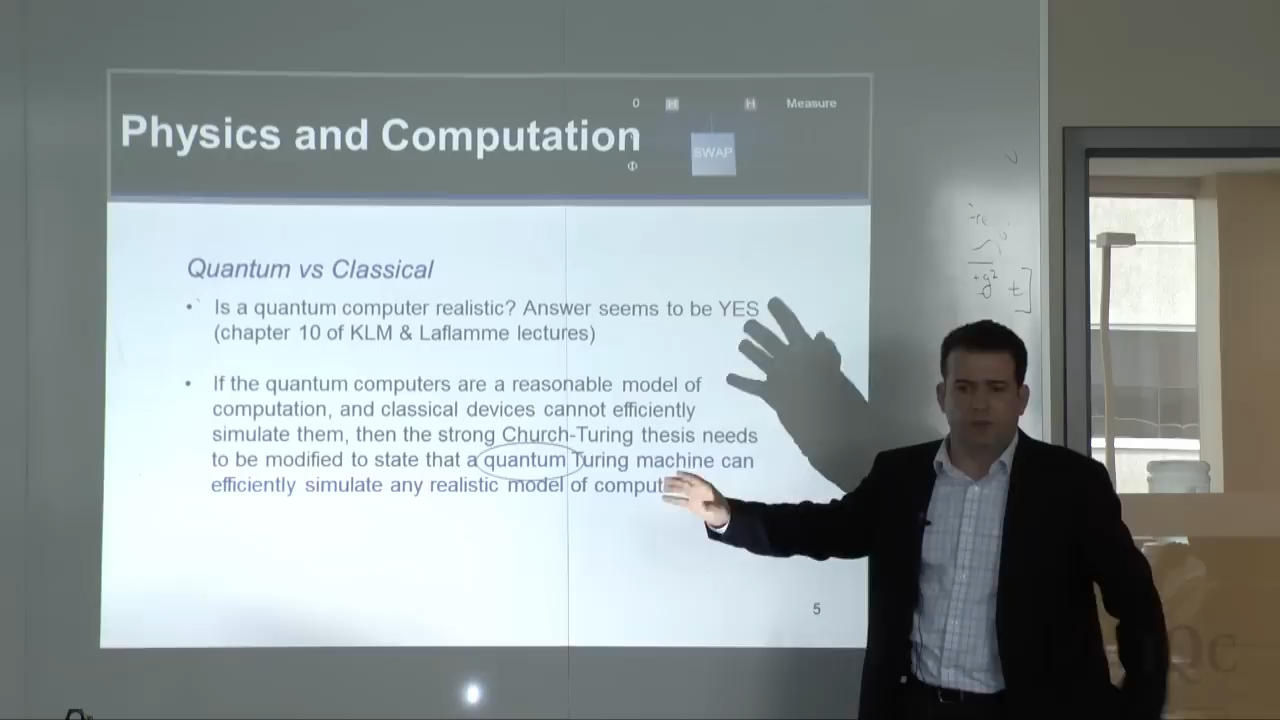 0 H H Measure
Physics and Computation
SWAP
Φ
Quantum vs Classical
• Is a quantum computer realistic? Answer seems to be YES
(chapter 10 of KLM & Laflamme lectures)
• If the quantum computers are a reasonable model of
computation, and classical devices cannot efficiently
simulate them, then the strong Church-Turing thesis needs
to be modified to state that a quantum Turing machine can
efficiently simulate any realistic model of comput
5